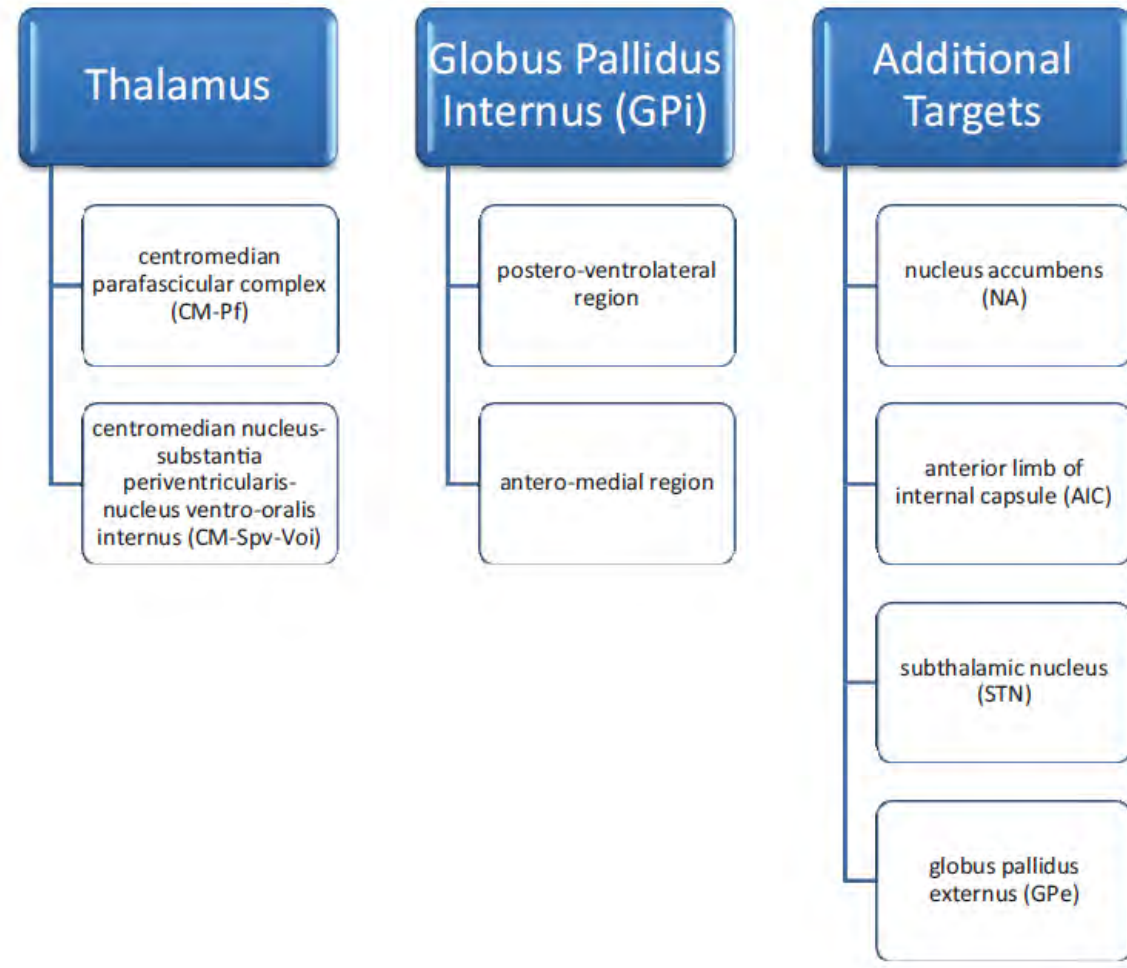 Thalamus
centromedian
parafascicular complex
(CM-Pf)
centromedian nucleus-
substantia
periventricularis-
nucleus ventro-oralis
internus (CM-Spv-Voi)
Globus Pallidus
Internus (GPi)
postero-ventrolateral
region
antero-medial region
Additional
Targets
nucleus accumbens
(NA)
anterior limb of
internal capsule (AIC)
subthalamic nucleus
(STN)
globus pallidus
externus (GPe)